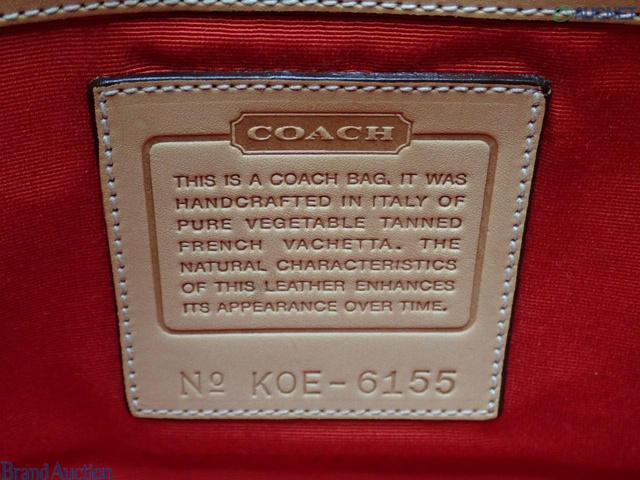 AUCNET
COACH
THIS IS A COACH BAG. IT WAS
HANDCRAFTED IN ITALY OF
PURE VEGETABLE TANNED
FRENCH VACHETTA. THE
NATURAL CHARACTERISTICS
OF THIS LEATHER ENHANCES
ITS APPEARANCE OVER TIME.
Nº KOE-6155
Brand Auction